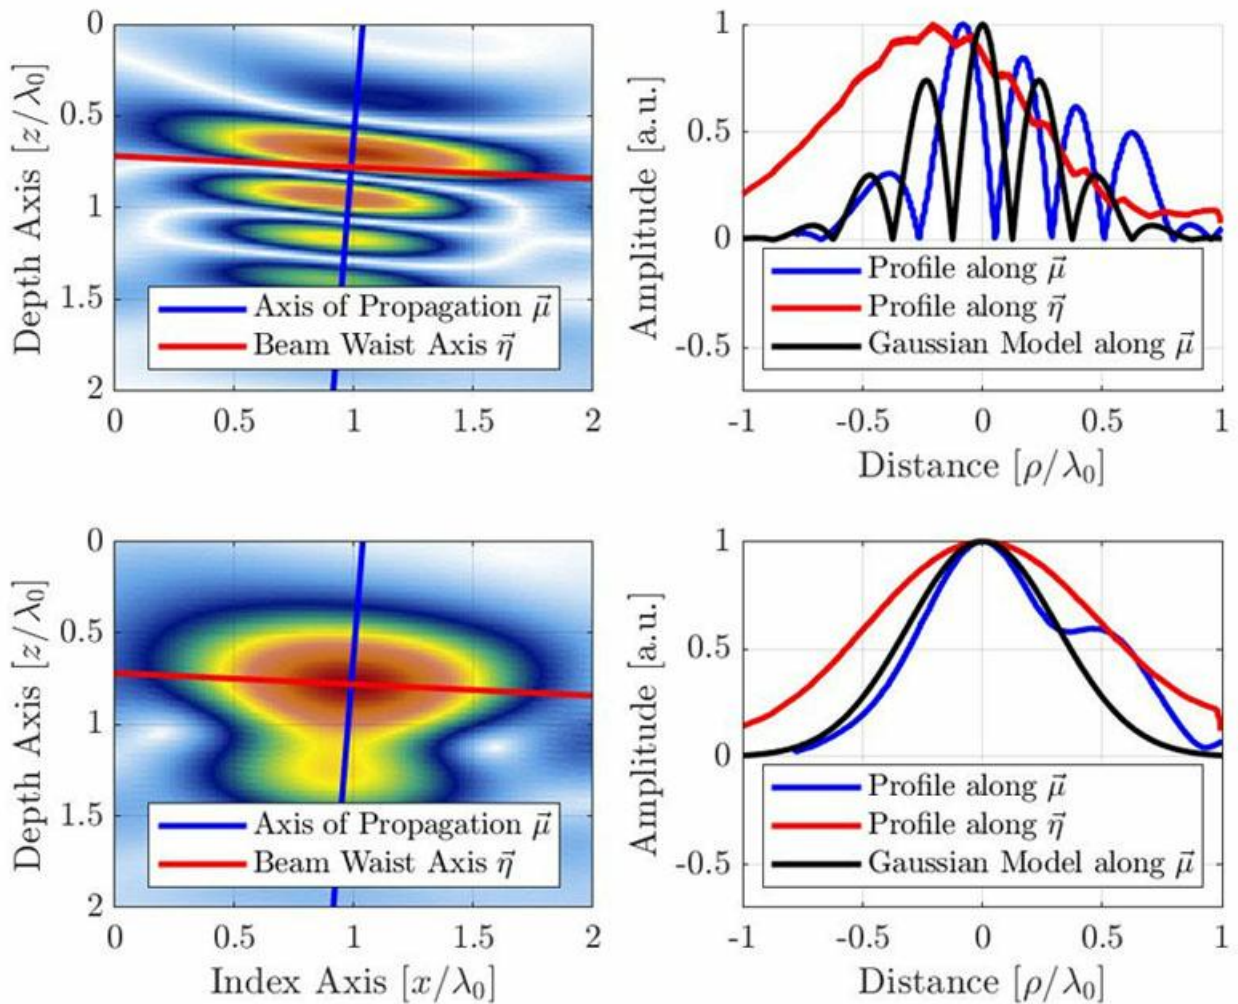 0
0.5
1
1.5
2
Depth Axis [z/λ₀]
Axis of Propagation μ⃗
Beam Waist Axis η⃗
0 0.5 1 1.5 2
1
0.5
0
-0.5
Amplitude [a.u.]
Profile along μ⃗
Profile along η⃗
Gaussian Model along μ⃗
-1 -0.5 0 0.5 1
Distance [ρ/λ₀]
0
0.5
1
1.5
2
Depth Axis [z/λ₀]
Axis of Propagation μ⃗
Beam Waist Axis η⃗
0 0.5 1 1.5 2
Index Axis [x/λ₀]
1
0.5
0
-0.5
Amplitude [a.u.]
Profile along μ⃗
Profile along η⃗
Gaussian Model along μ⃗
-1 -0.5 0 0.5 1
Distance [ρ/λ₀]